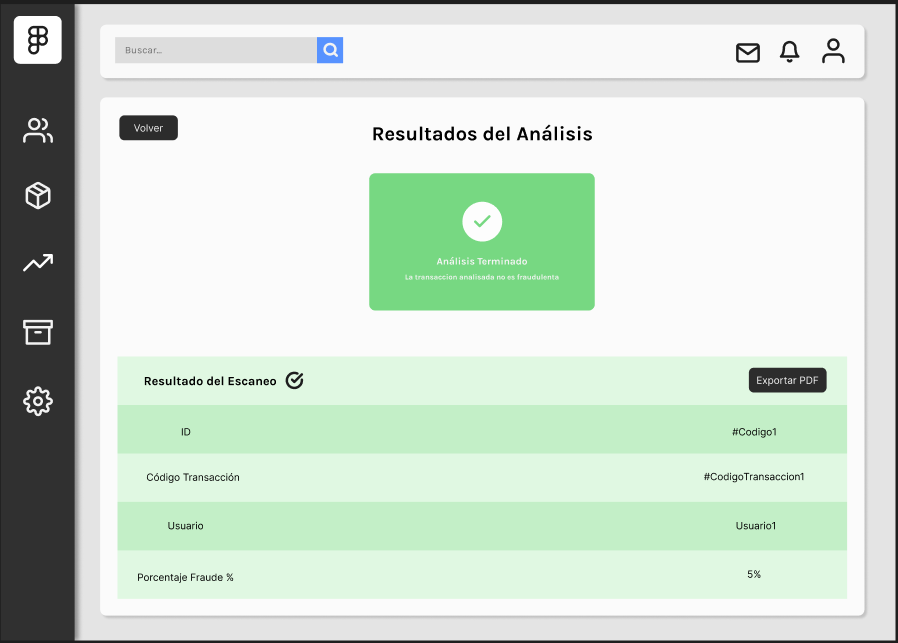 Buscar...
Volver
Resultados del Análisis
Análisis Terminado
La transaccion analisada no es fraudulenta
Resultado del Escaneo
Exportar PDF
ID
#Codigo1
Código Transacción
#CodigoTransaccion1
Usuario
Usuario1
Porcentaje Fraude %
5%